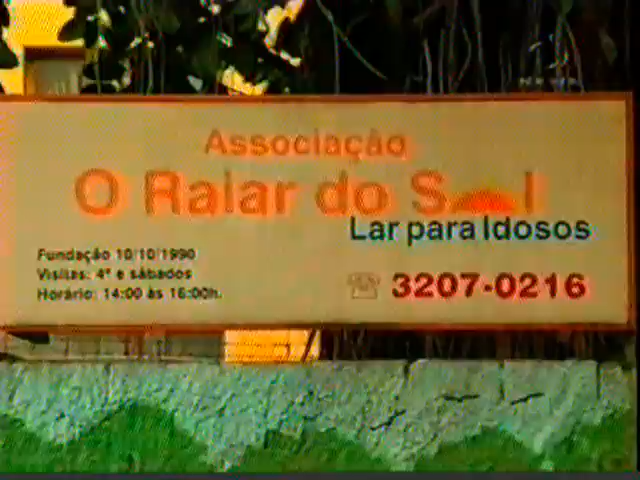 Associação
O Raiar do Sol
Lar para Idosos
Fundação 10/10/1990
Visitas: 4ª e sábados
Horário: 14:00 às 16:00h.
☏ 3207-0216